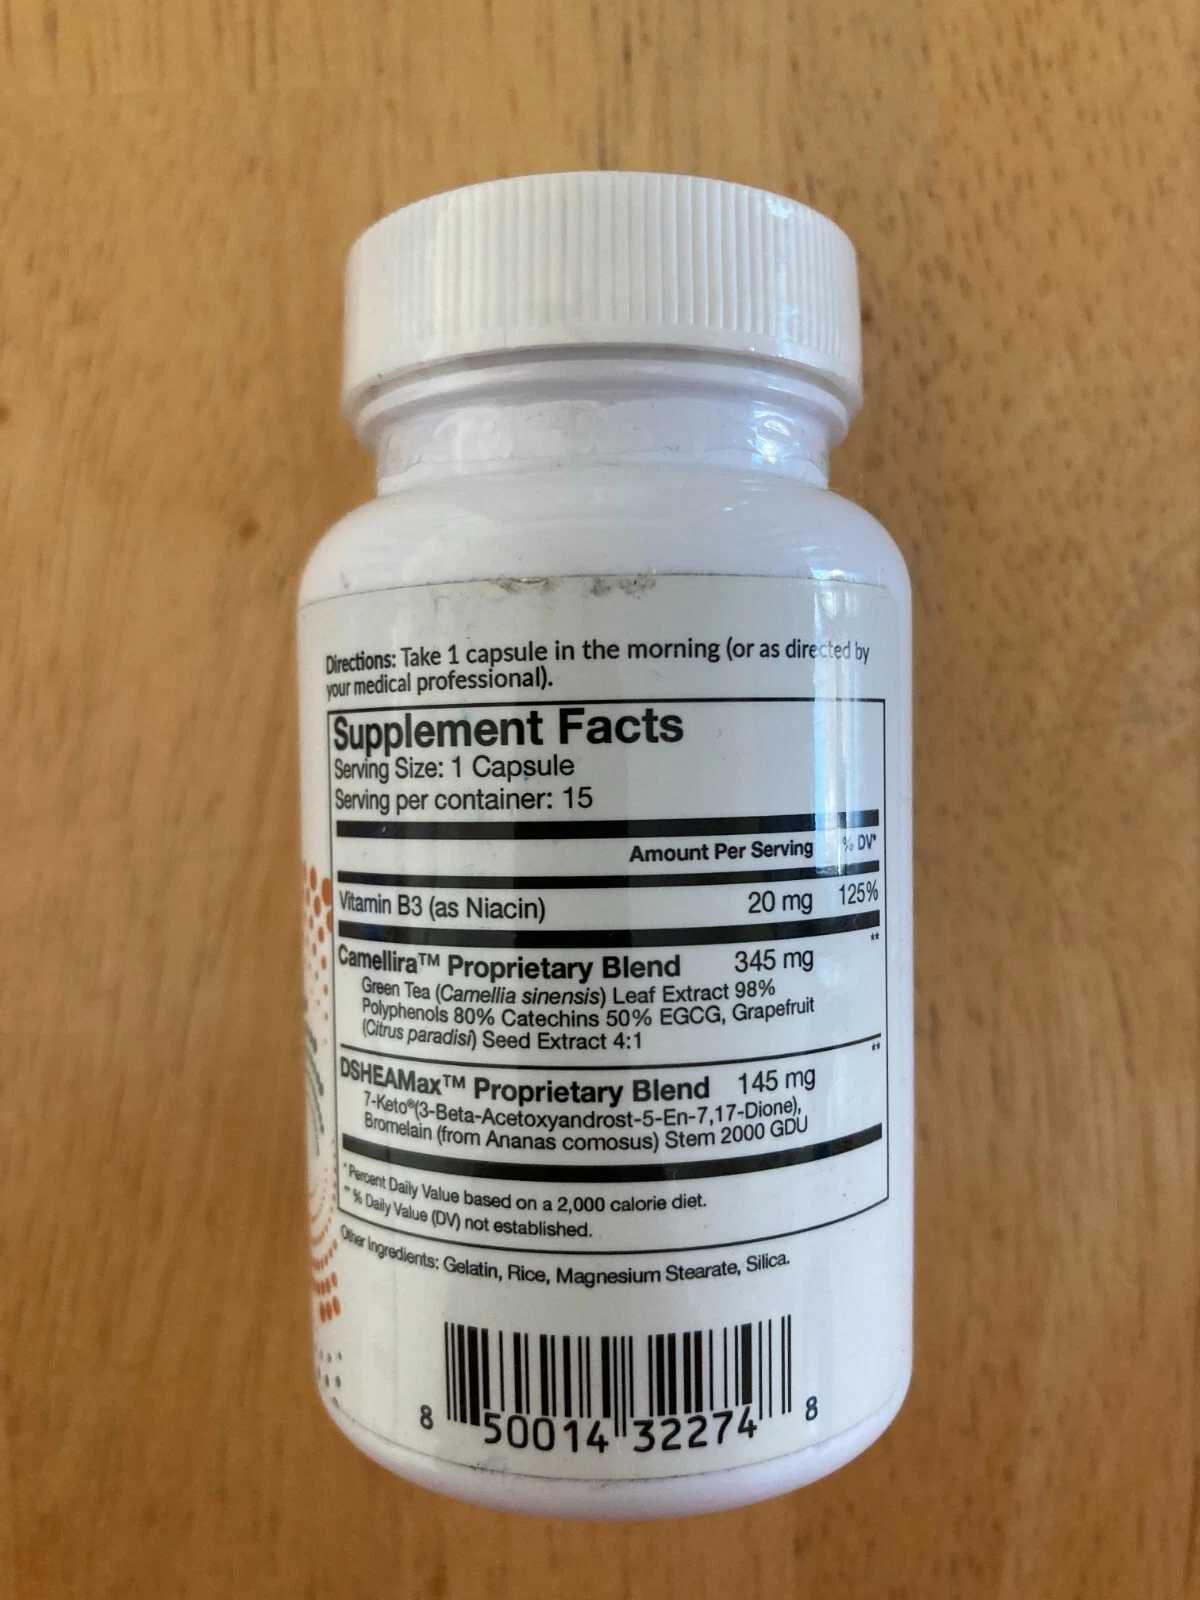 Directions: Take 1 capsule in the morning (or as directed by
your medical professional).
Supplement Facts
Serving Size: 1 Capsule
Serving per container: 15
Amount Per Serving % DV*
Vitamin B3 (as Niacin) 20 mg 125%
Camellira™ Proprietary Blend 345 mg **
Green Tea (Camellia sinensis) Leaf Extract 98%
Polyphenols 80% Catechins 50% EGCG, Grapefruit
(Citrus paradisi) Seed Extract 4:1
DSHEAMax™ Proprietary Blend 145 mg **
7-Keto®(3-Beta-Acetoxyandrost-5-En-7,17-Dione),
Bromelain (from Ananas comosus) Stem 2000 GDU
*Percent Daily Value based on a 2,000 calorie diet.
**% Daily Value (DV) not established.
Other Ingredients: Gelatin, Rice, Magnesium Stearate, Silica.
8 50014 32274 8